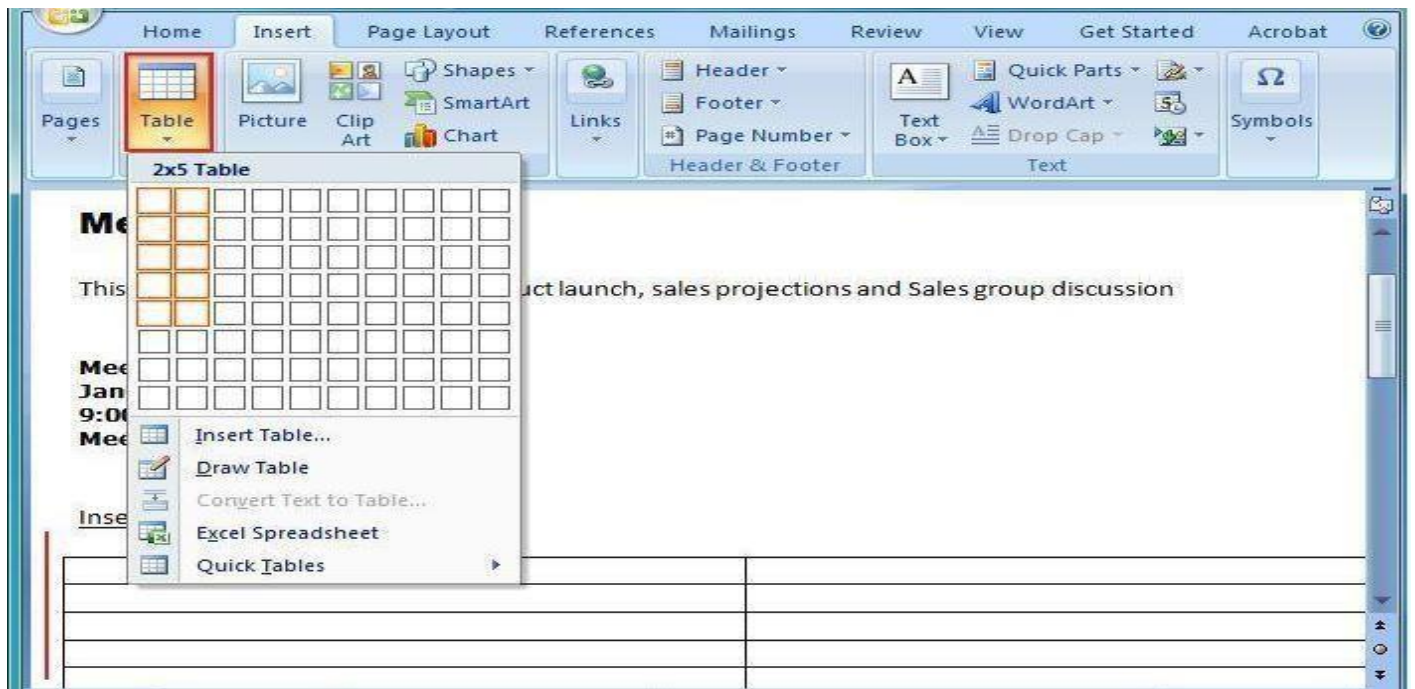 Home Insert Page Layout References Mailings Review View Get Started Acrobat
Pages
Table
Picture
Clip
Art
Shapes
SmartArt
Chart
Links
Header
Footer
Page Number
Header & Footer
A
Text
Box
Quick Parts
WordArt
Drop Cap
Text
Ω
Symbols
2x5 Table
Me
This uct launch, sales projections and Sales group discussion
Mee
Jan
9:00
Mee
Inse
Insert Table...
Draw Table
Convert Text to Table...
Excel Spreadsheet
Quick Tables